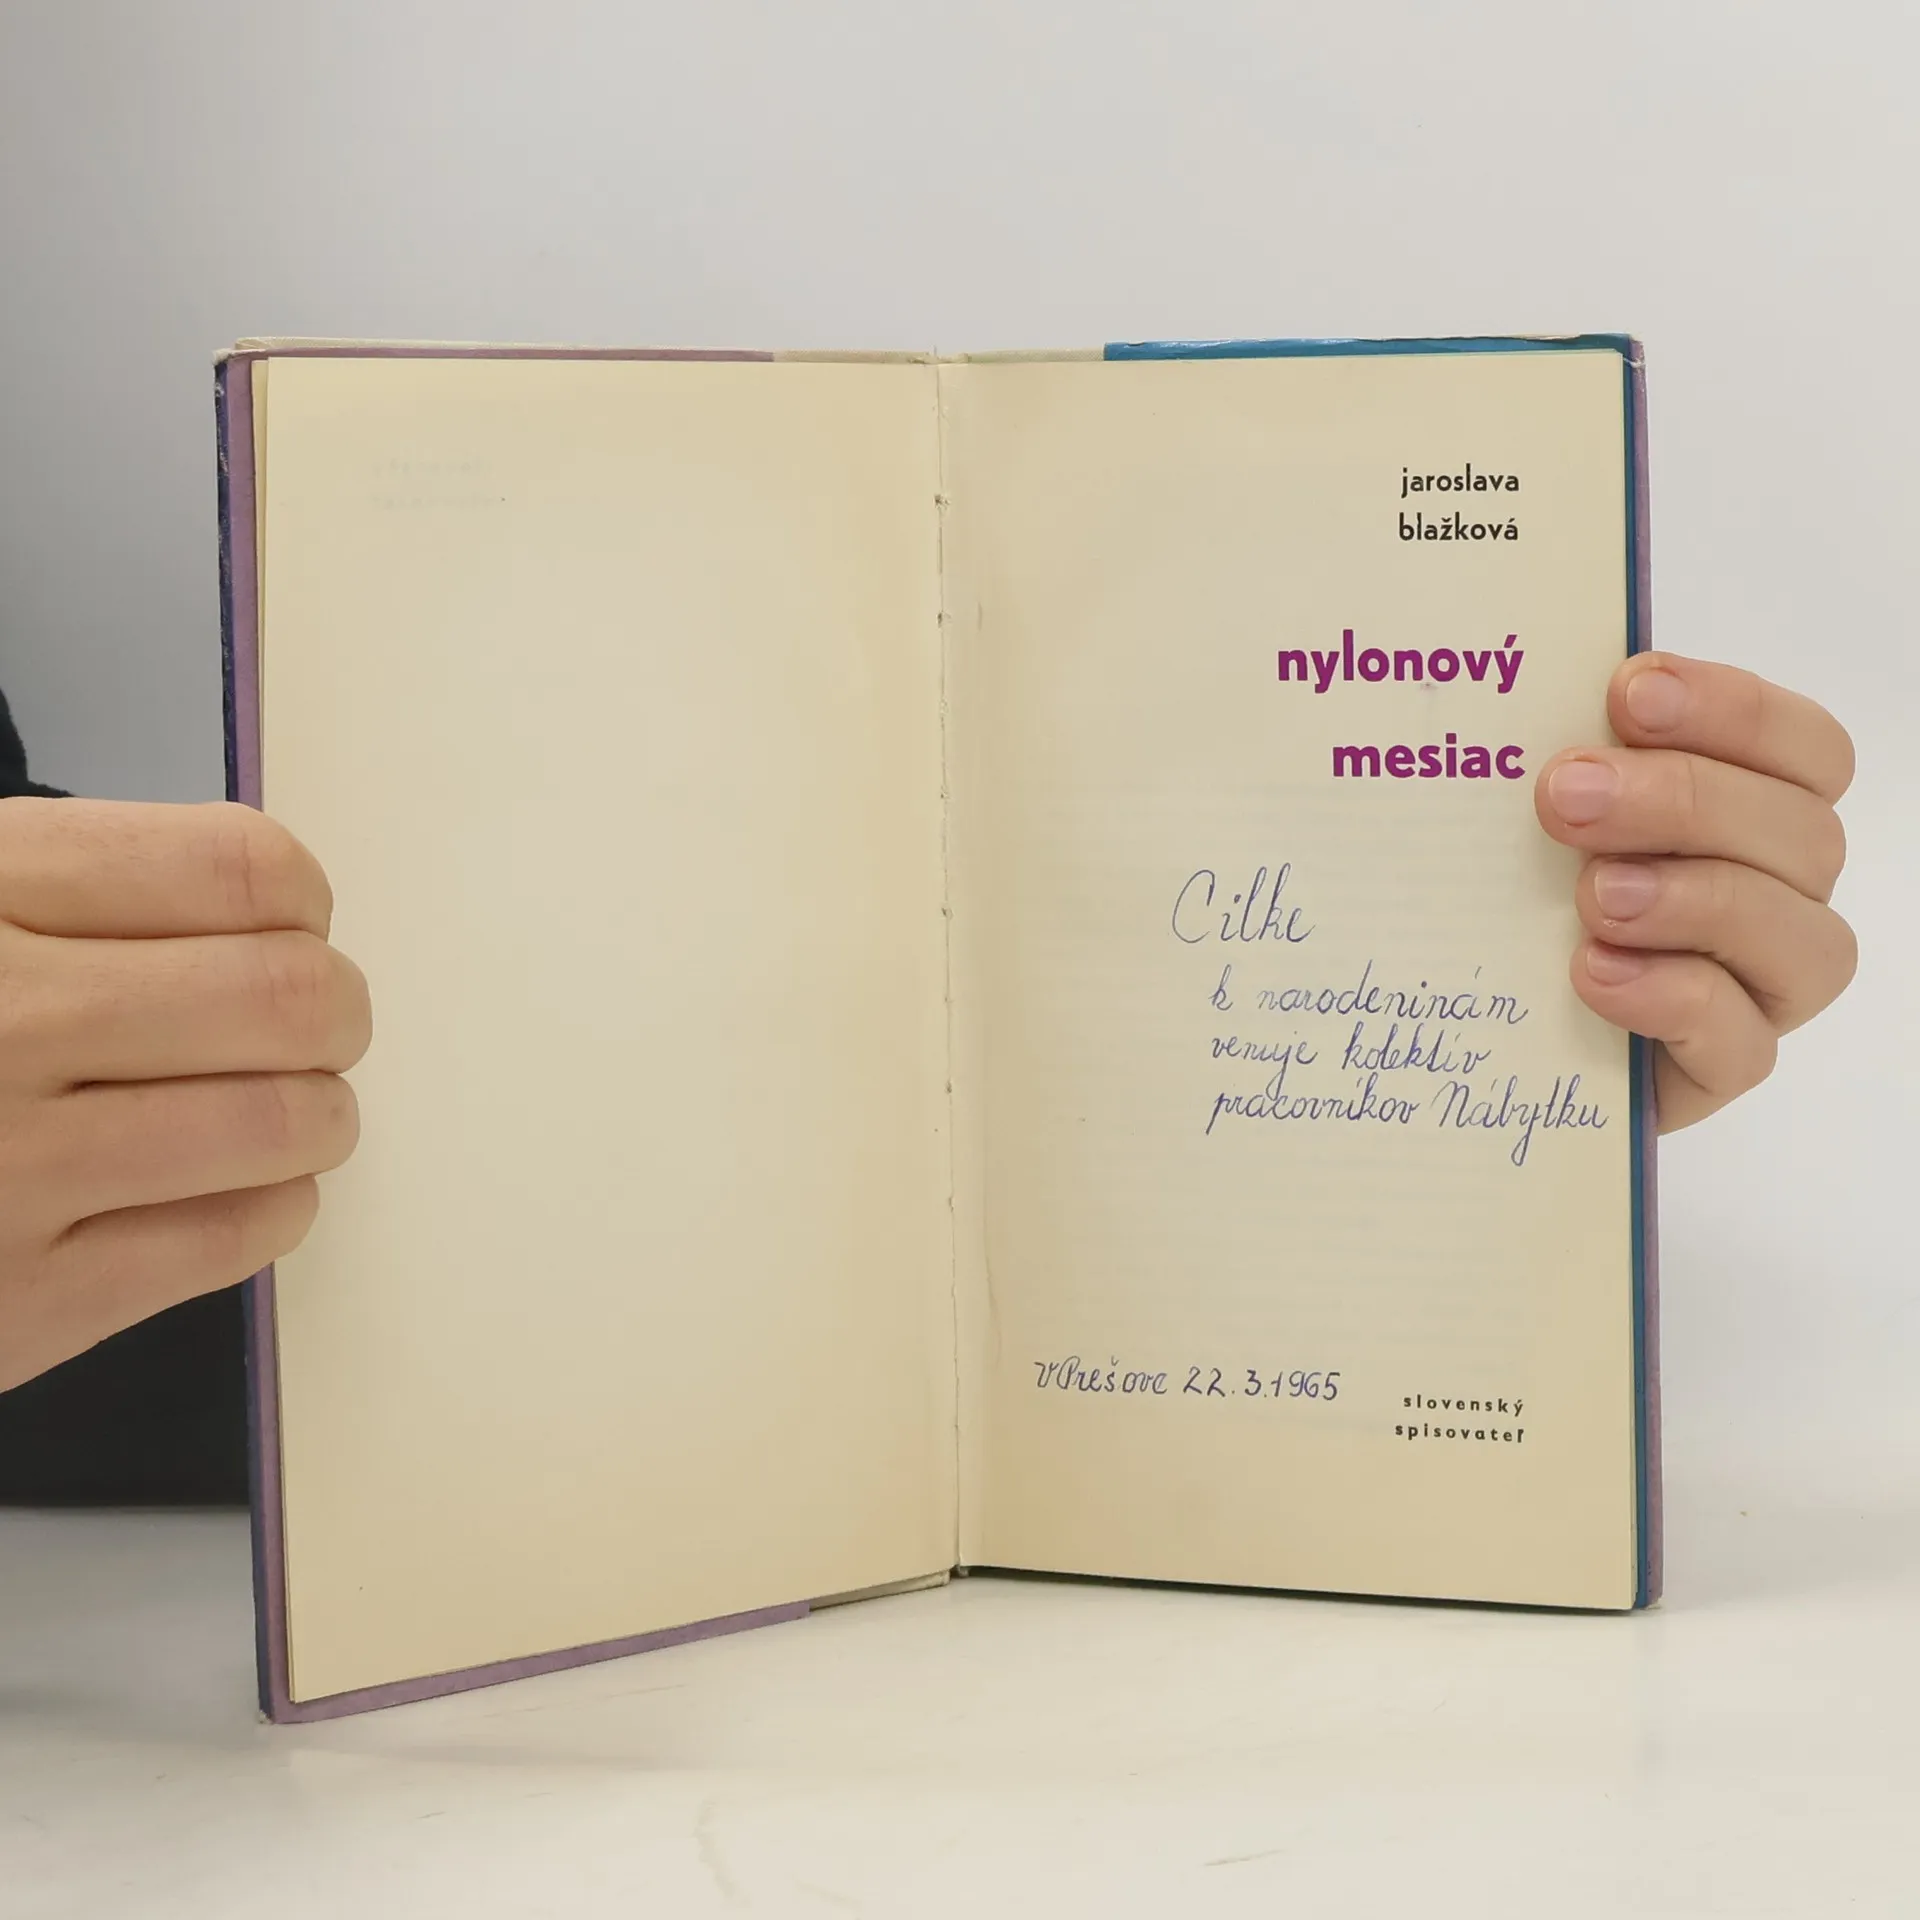 jaroslava
blažková
nylonový
mesiac
Cilke
k narodeninám
venuje kolektív
pracovníkov Nábytku
V Prešove 22.3.1965
slovenský
spisovateľ